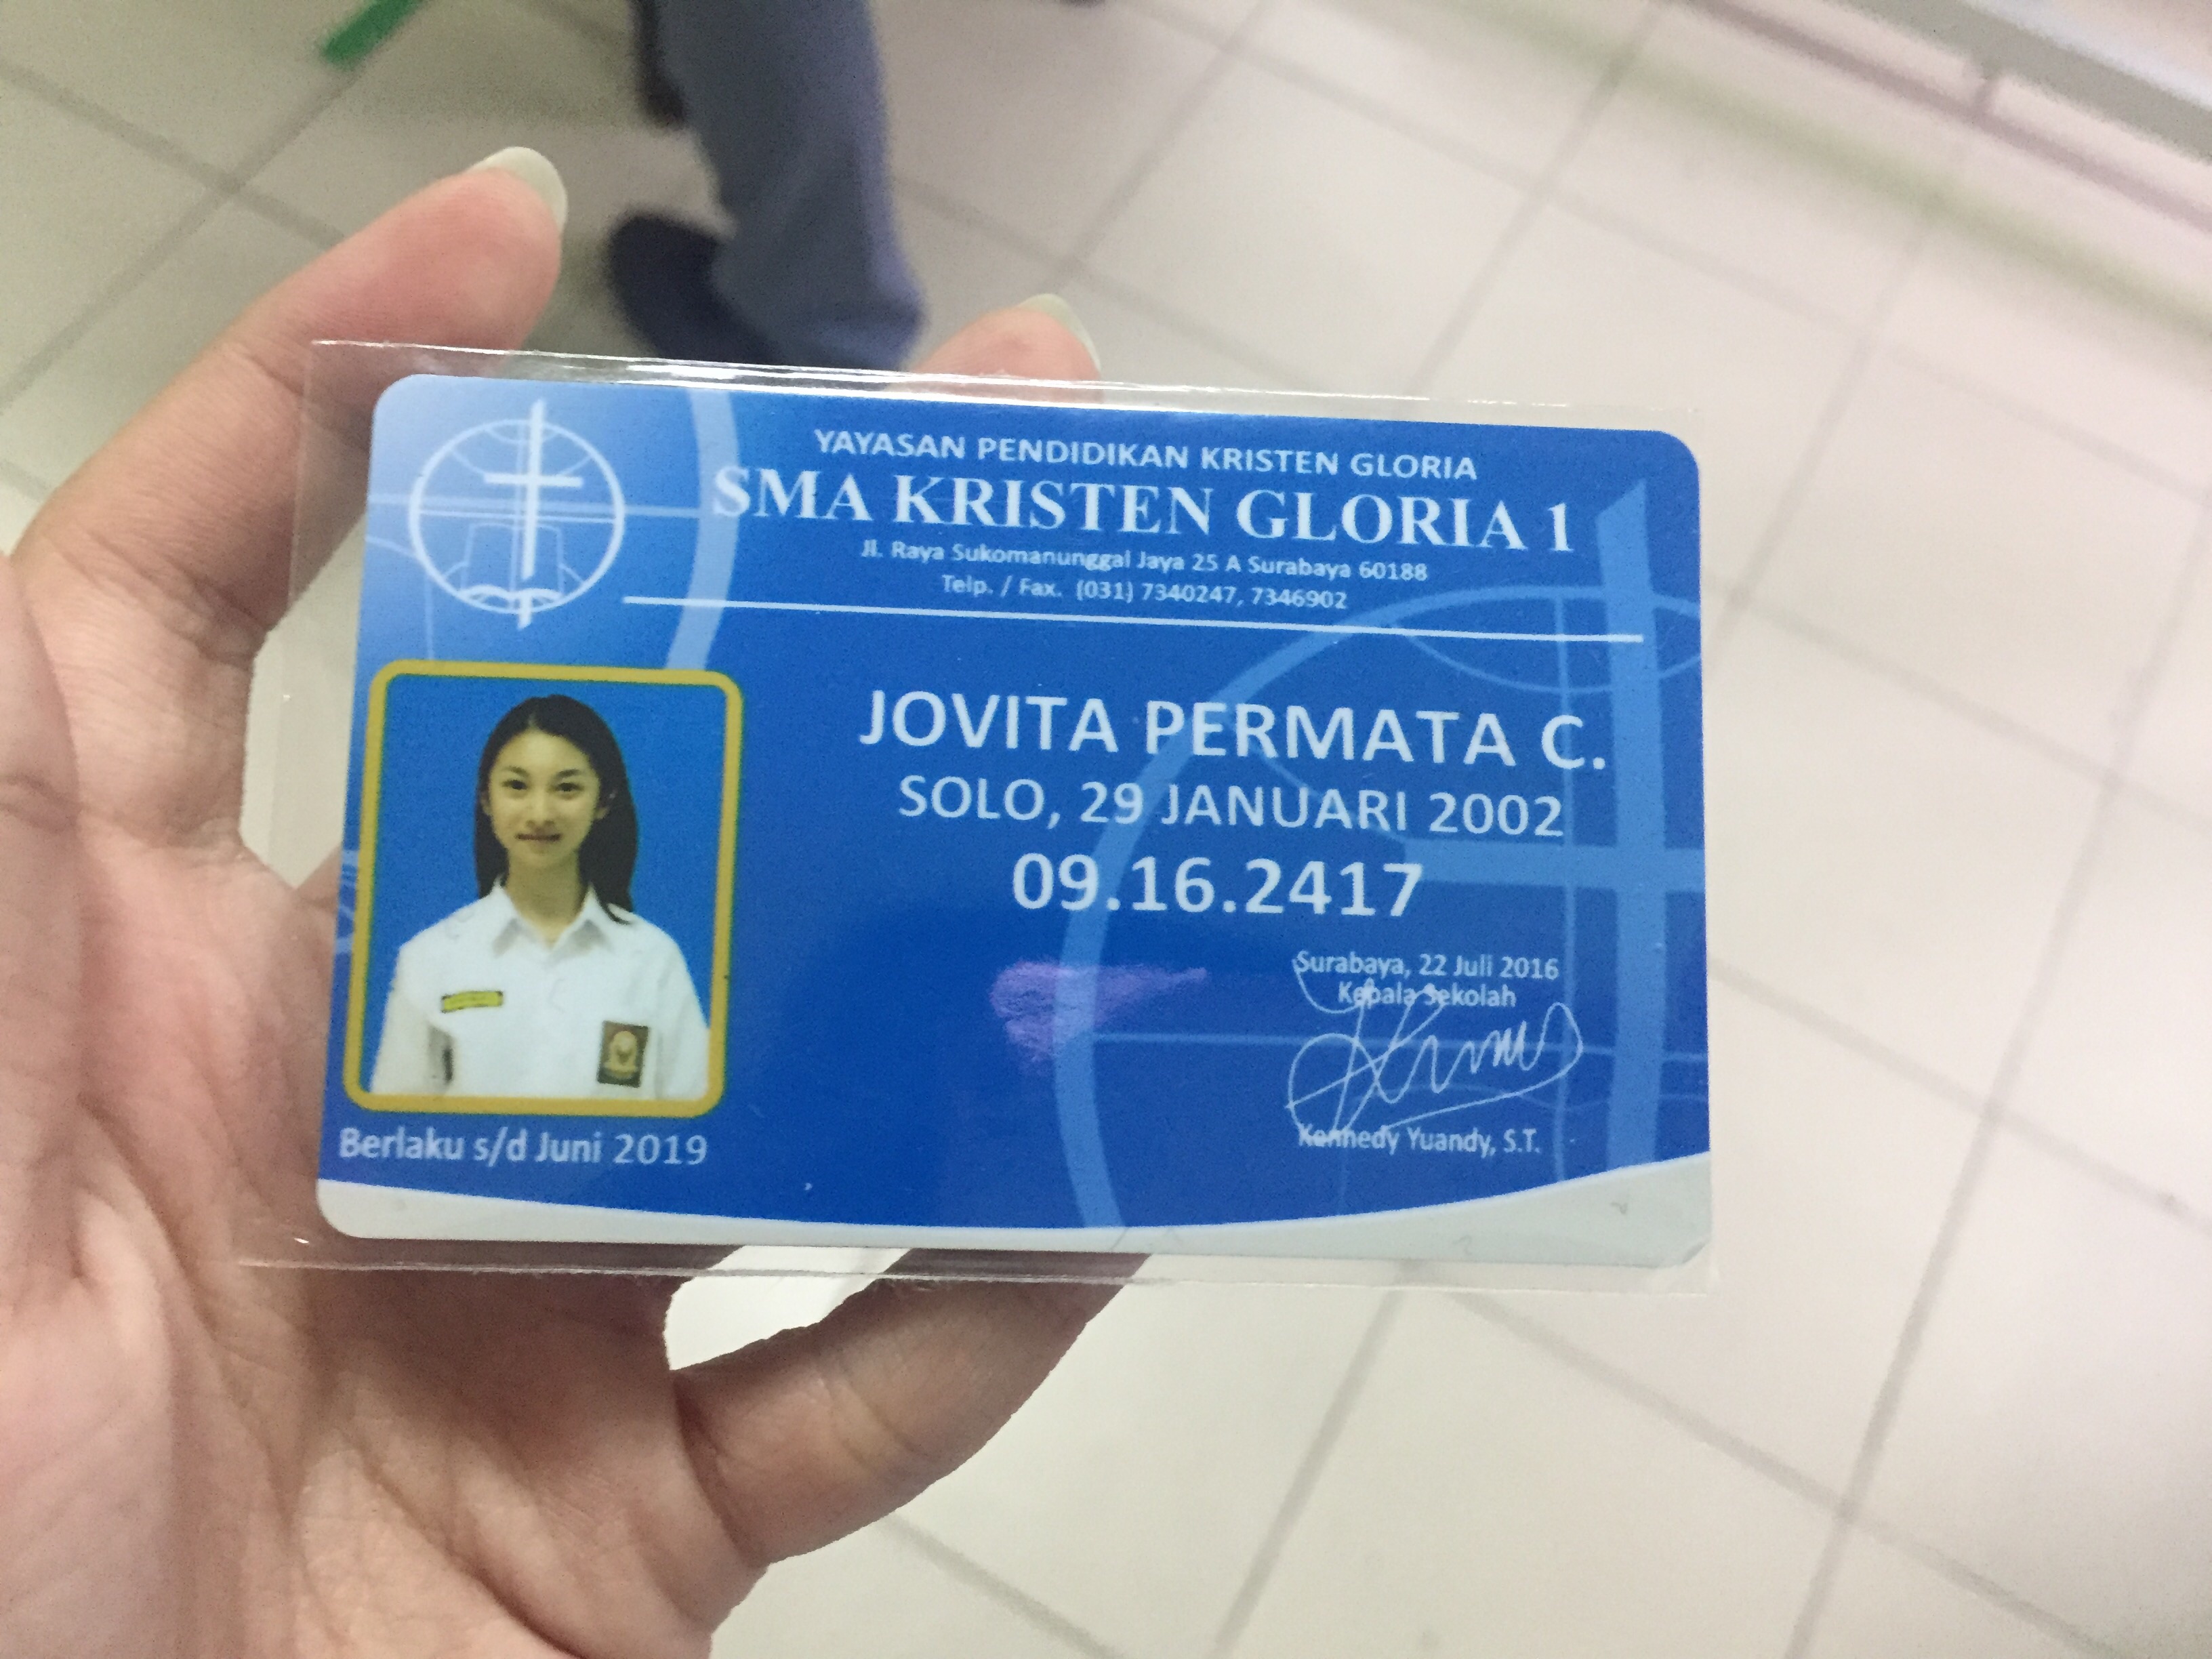 YAYASAN PENDIDIKAN KRISTEN GLORIA
SMA KRISTEN GLORIA 1
Jl. Raya Sukomanunggal Jaya 25 A Surabaya 60188
Telp. / Fax. (031) 7340247, 7346902
JOVITA PERMATA C.
SOLO, 29 JANUARI 2002
09.16.2417
Surabaya, 22 Juli 2016
Kepala Sekolah
Kennedy Yuandy, S.T.
Berlaku s/d Juni 2019